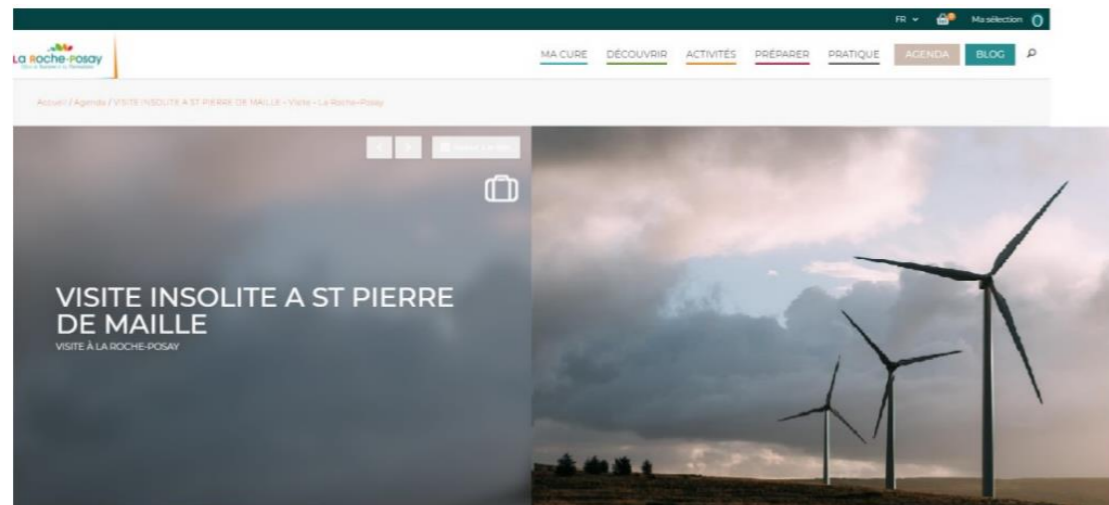 FR
Ma sélection 0
La Roche-Posay
MA CURE DÉCOUVRIR ACTIVITÉS PRÉPARER PRATIQUE AGENDA BLOG
Accueil / Agenda / VISITE INSOLITE A ST PIERRE DE MAILLE - Visite - La Roche-Posay
VISITE INSOLITE A ST PIERRE
DE MAILLE
VISITE À LA ROCHE-POSAY